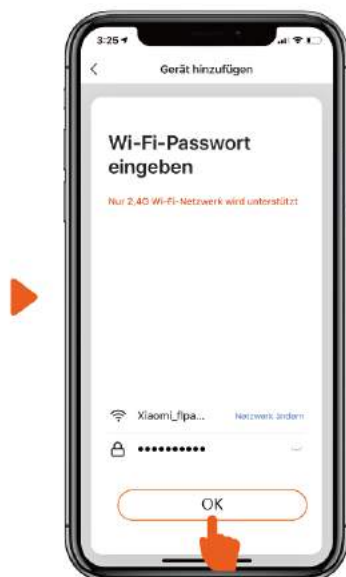 3:25
Gerät hinzufügen
Wi-Fi-Passwort
eingeben
Nur 2,4G Wi-Fi-Netzwerk wird unterstützt
Xiaomi_flpa... Netzwerk ändern
••••••••••
OK